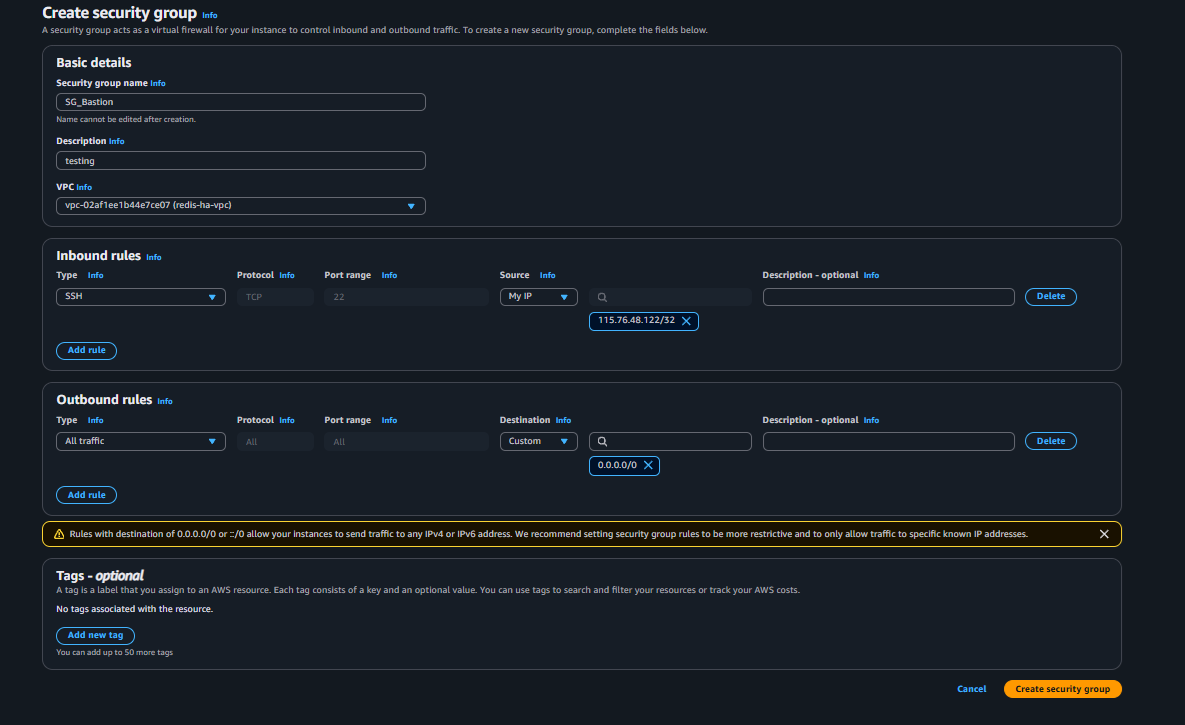 Create security group Info
A security group acts as a virtual firewall for your instance to control inbound and outbound traffic. To create a new security group, complete the fields below.
Basic details
Security group name Info
SG_Bastion
Name cannot be edited after creation.
Description Info
testing
VPC Info
vpc-02af1ee1b44e7ce07 (redis-ha-vpc)
Inbound rules Info
Type Info Protocol Info Port range Info Source Info Description - optional Info
SSH TCP 22 My IP Delete
115.76.48.122/32
Add rule
Outbound rules Info
Type Info Protocol Info Port range Info Destination Info Description - optional Info
All traffic All All Custom Delete
0.0.0.0/0
Add rule
Rules with destination of 0.0.0.0/0 or ::/0 allow your instances to send traffic to any IPv4 or IPv6 address. We recommend setting security group rules to be more restrictive and to only allow traffic to specific known IP addresses.
Tags - optional
A tag is a label that you assign to an AWS resource. Each tag consists of a key and an optional value. You can use tags to search and filter your resources or track your AWS costs.
No tags associated with the resource.
Add new tag
You can add up to 50 more tags
Cancel Create security group